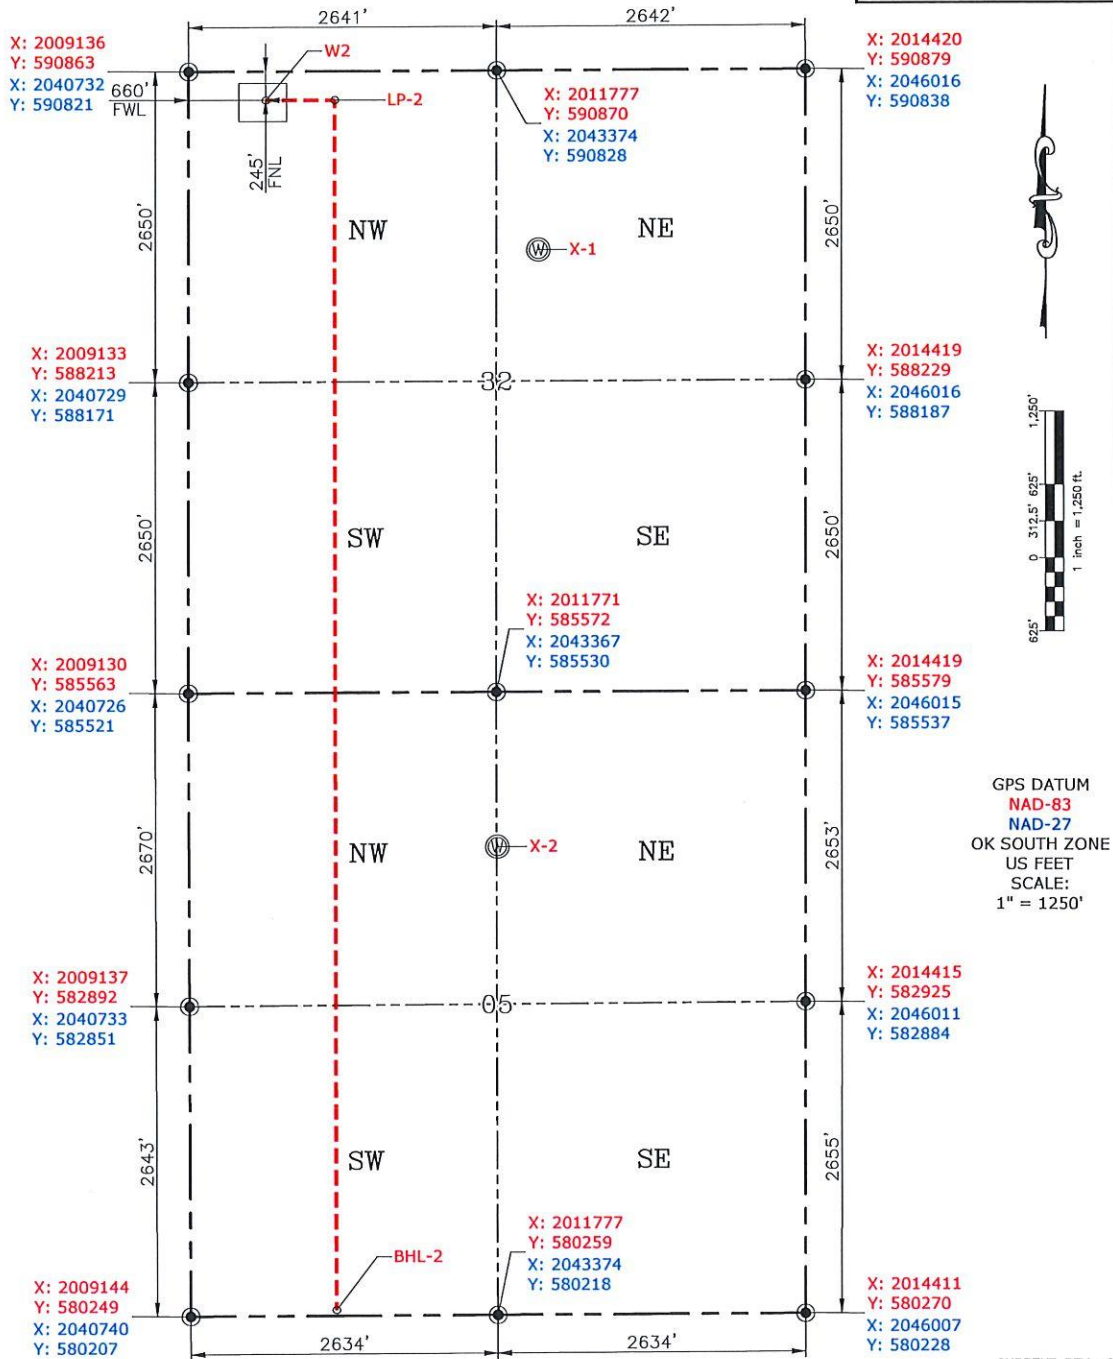 2641'
2642'
X: 2009136
Y: 590863
X: 2040732
Y: 590821
W2
X: 2014420
Y: 590879
X: 2046016
Y: 590838
660'
FWL
LP-2
X: 2011777
Y: 590870
X: 2043374
Y: 590828
245'
FNL
2650'
NW
NE
2650'
X-1
X: 2009133
Y: 588213
X: 2040729
Y: 588171
32
X: 2014419
Y: 588229
X: 2046016
Y: 588187
1,250'
625'
312.5'
0
625'
1 inch = 1,250 ft.
2650'
SW
SE
2650'
X: 2011771
Y: 585572
X: 2043367
Y: 585530
X: 2009130
Y: 585563
X: 2040726
Y: 585521
X: 2014419
Y: 585579
X: 2046015
Y: 585537
GPS DATUM
NAD-83
NAD-27
OK SOUTH ZONE
US FEET
SCALE:
1" = 1250'
2670'
NW
X-2
NE
2653'
X: 2009137
Y: 582892
X: 2040733
Y: 582851
05
X: 2014415
Y: 582925
X: 2046011
Y: 582884
2643'
SW
SE
2655'
X: 2011777
Y: 580259
X: 2043374
Y: 580218
BHL-2
X: 2009144
Y: 580249
X: 2040740
Y: 580207
X: 2014411
Y: 580270
X: 2046007
Y: 580228
2634'
2634'